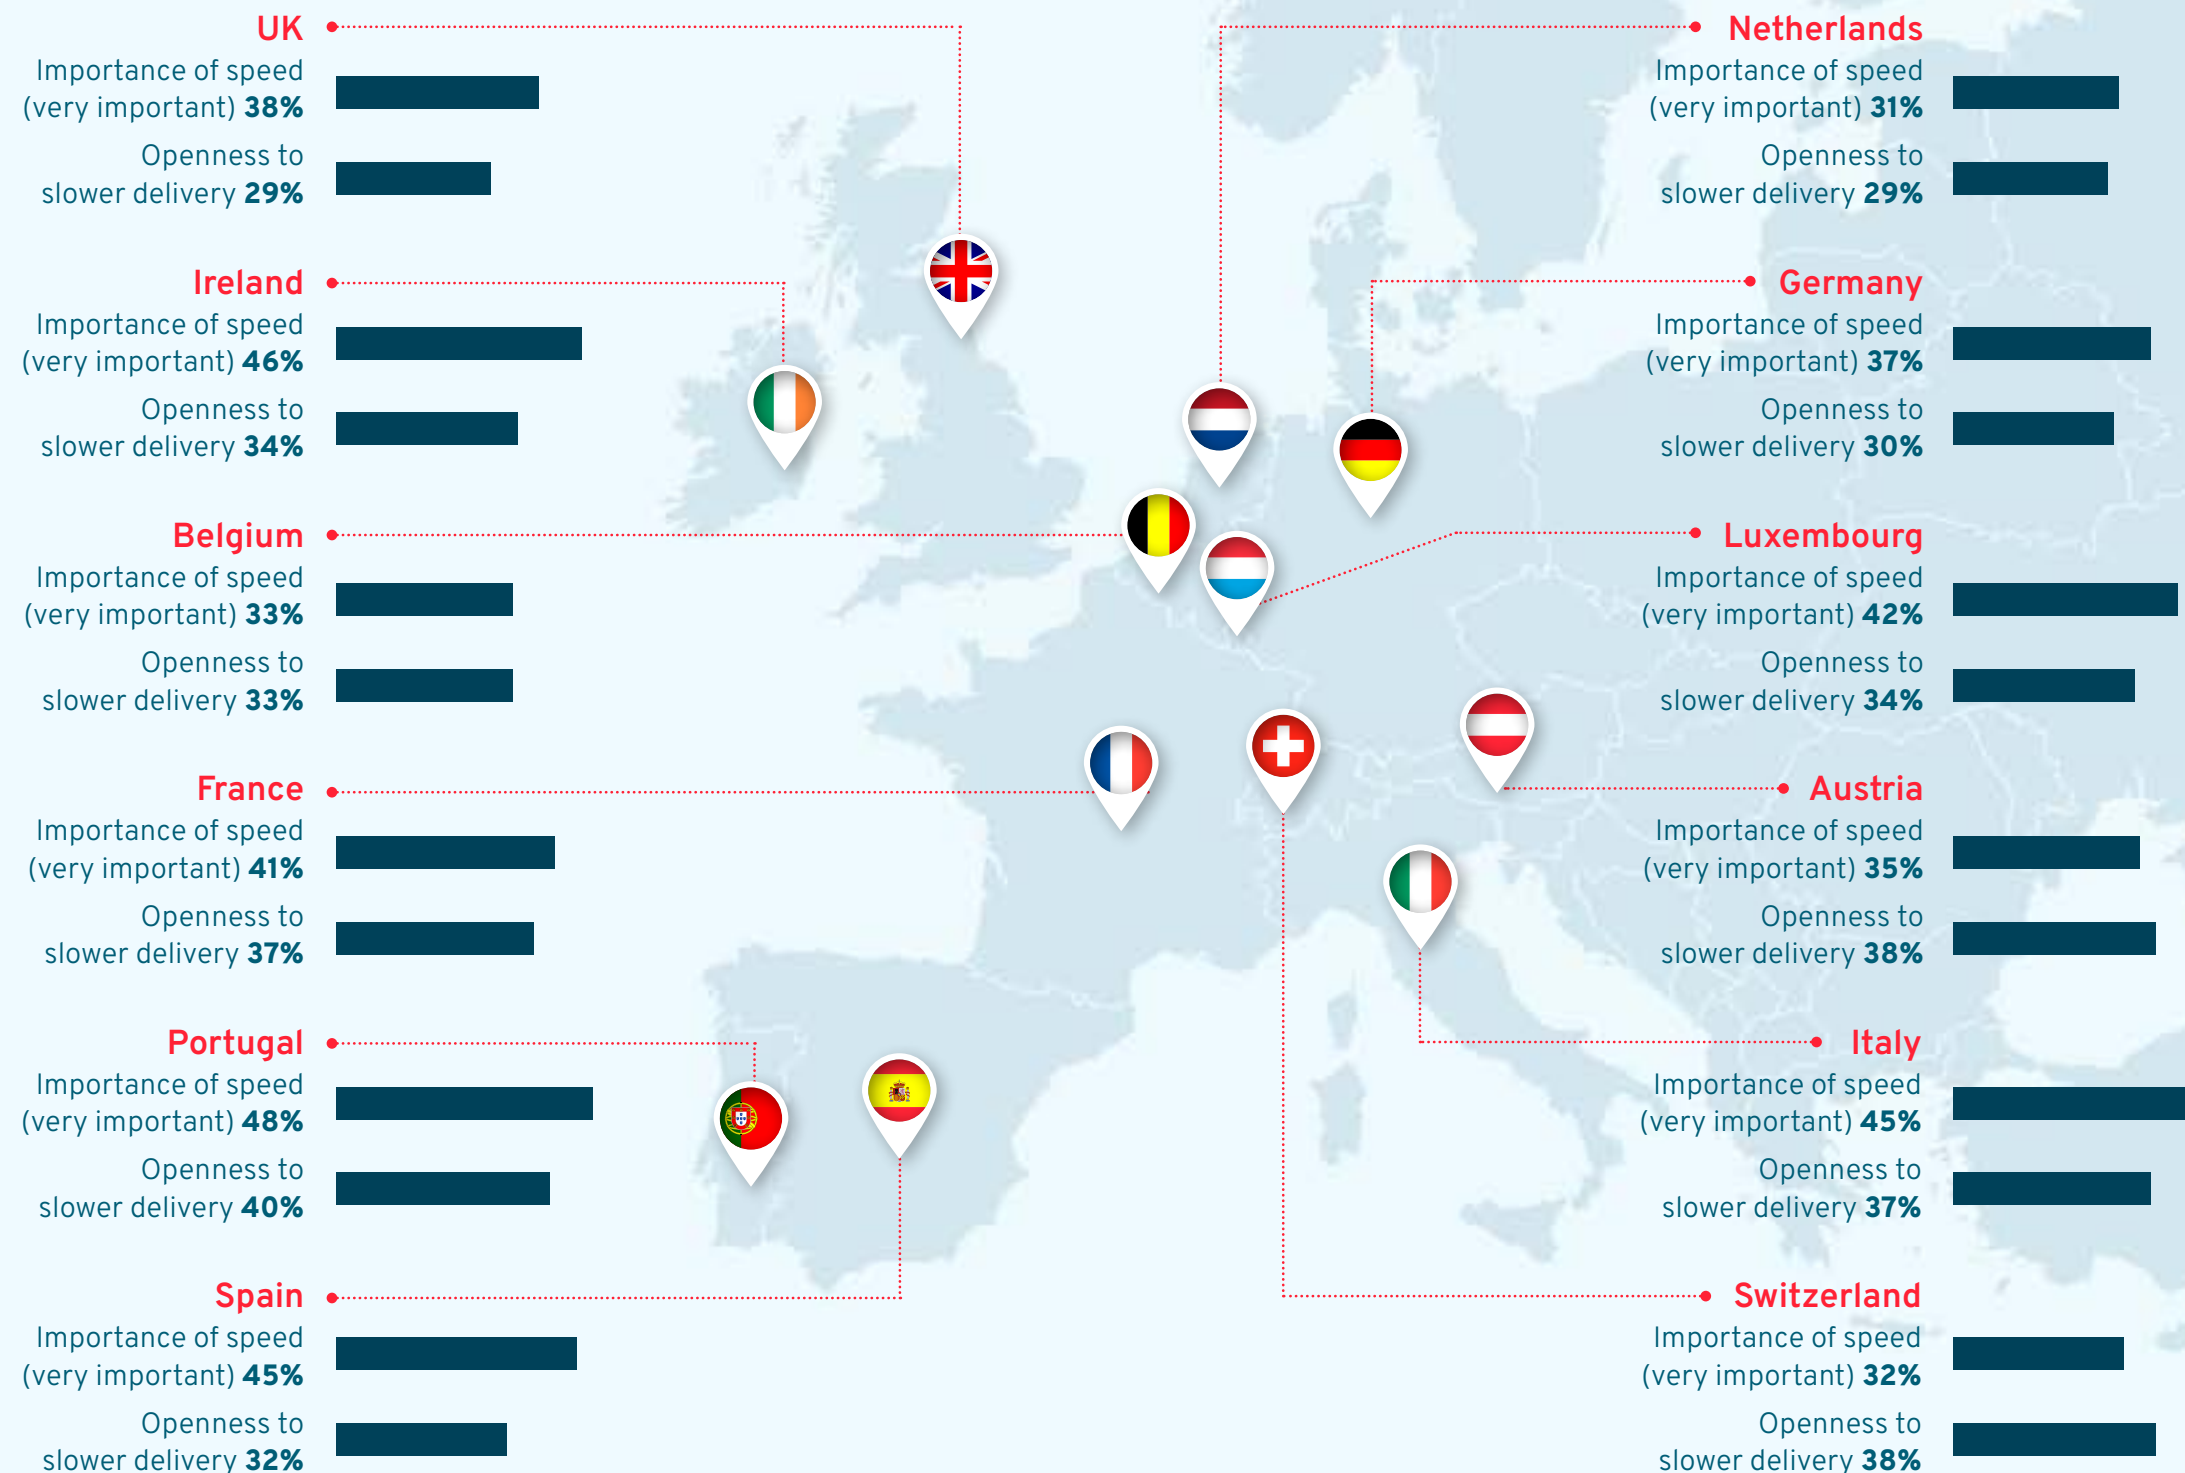 UK
Importance of speed
(very important) 38%
Openness to
slower delivery 29%
Ireland
Importance of speed
(very important) 46%
Openness to
slower delivery 34%
Belgium
Importance of speed
(very important) 33%
Openness to
slower delivery 33%
France
Importance of speed
(very important) 41%
Openness to
slower delivery 37%
Portugal
Importance of speed
(very important) 48%
Openness to
slower delivery 40%
Spain
Importance of speed
(very important) 45%
Openness to
slower delivery 32%
Netherlands
Importance of speed
(very important) 31%
Openness to
slower delivery 29%
Germany
Importance of speed
(very important) 37%
Openness to
slower delivery 30%
Luxembourg
Importance of speed
(very important) 42%
Openness to
slower delivery 34%
Austria
Importance of speed
(very important) 35%
Openness to
slower delivery 38%
Italy
Importance of speed
(very important) 45%
Openness to
slower delivery 37%
Switzerland
Importance of speed
(very important) 32%
Openness to
slower delivery 38%